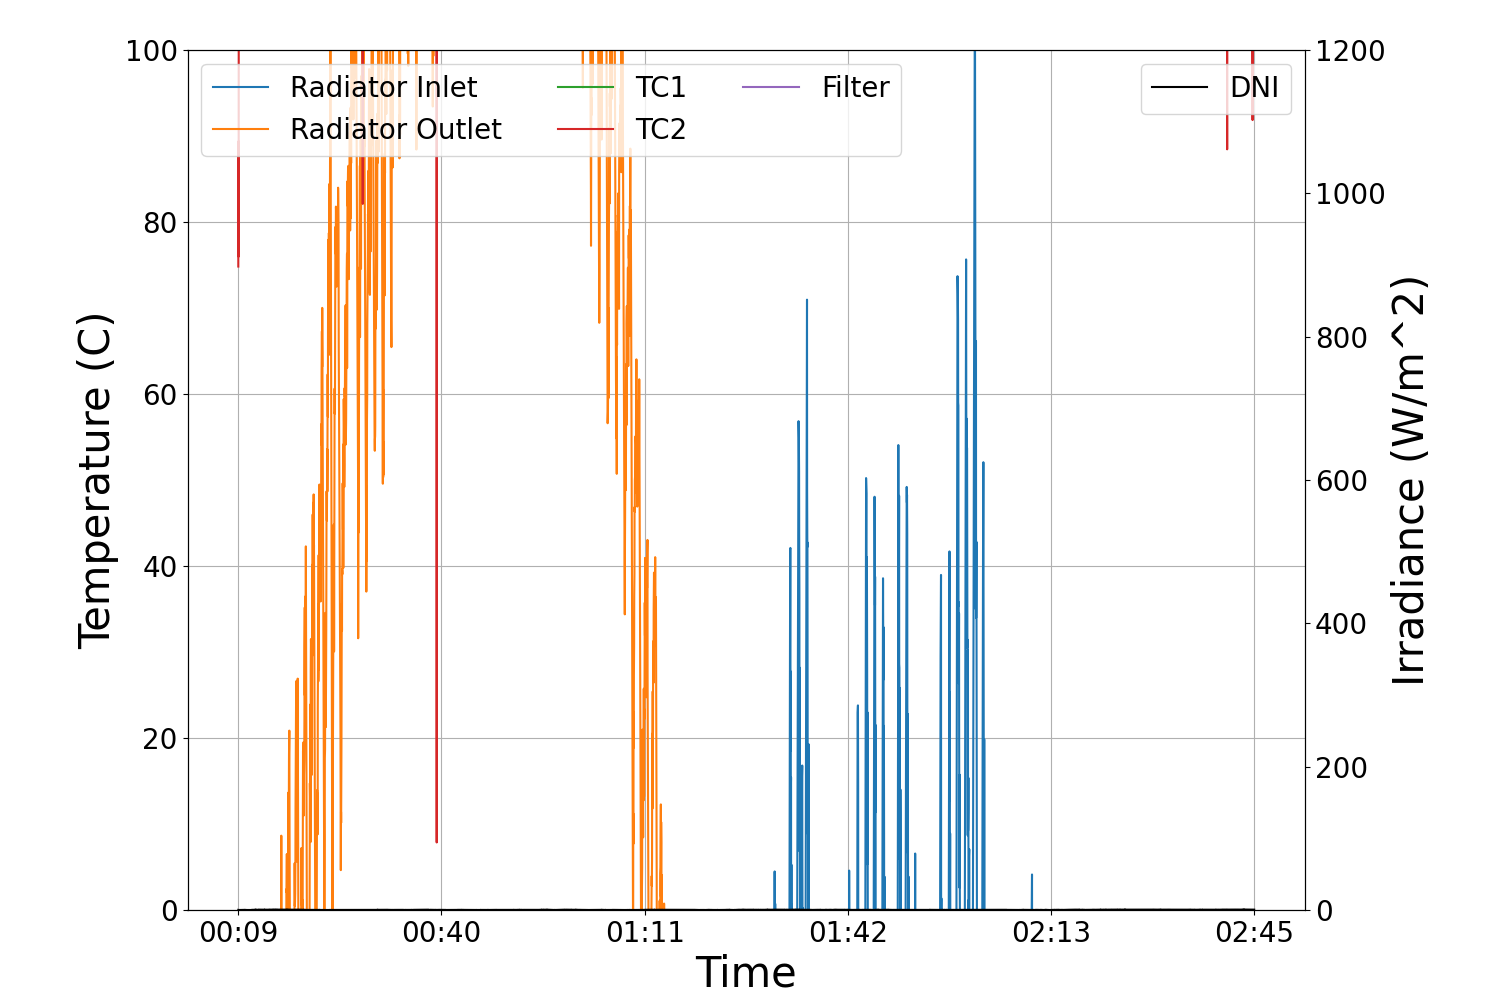 100
80
60
40
20
0
Temperature (C)
Radiator Inlet
Radiator Outlet
TC1
TC2
Filter
DNI
1200
1000
800
600
400
200
0
Irradiance (W/m^2)
00:09
00:40
01:11
01:42
02:13
02:45
Time